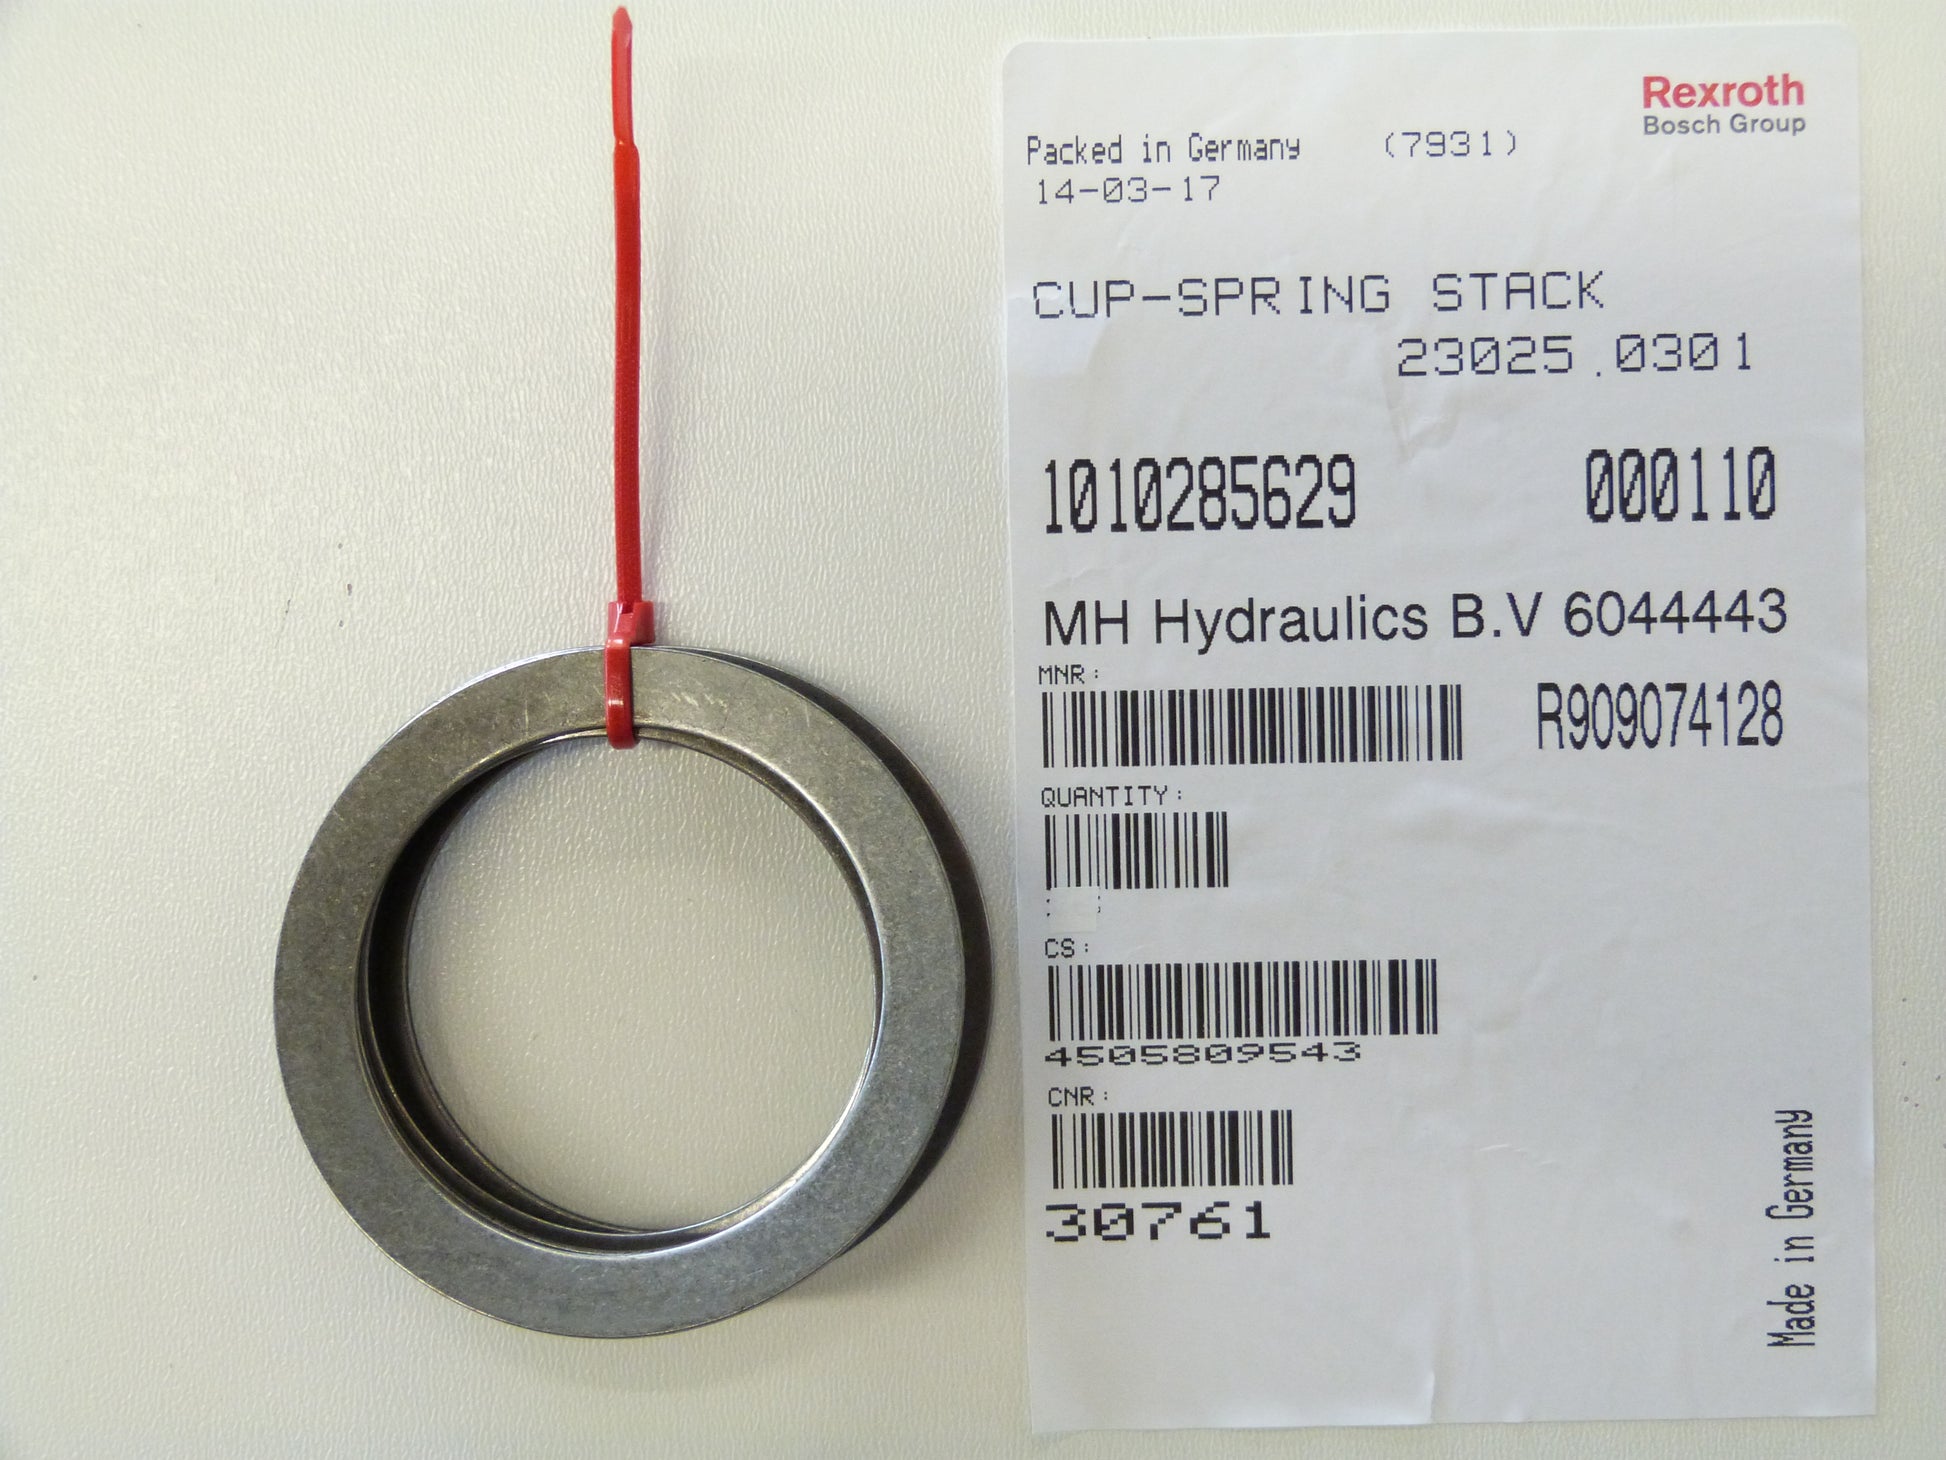 Rexroth
Bosch Group
Packed in Germany (7931)
14-03-17
CUP-SPRING STACK
23025.0301
1010285629 000110
MH Hydraulics B.V 6044443
MNR:
R909074128
QUANTITY:
CS:
4505809543
CNR:
30761
Made in Germany